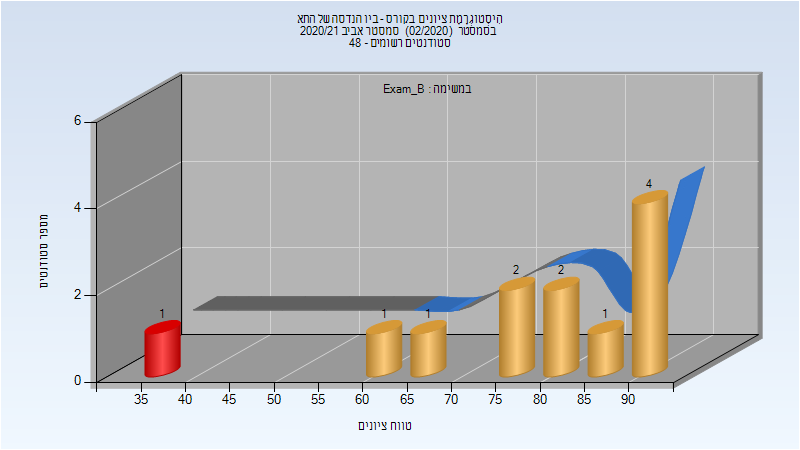 היסטוגרמת ציונים בקורס - ביו הנדסה של התא
בסמסטר (02/2020) סמסטר אביב 2020/21
סטודנטים רשומים - 48
במשימה : Exam_B
מספר סטודנטים
6
4
2
0
1
1
1
2
2
1
4
35 40 45 50 55 60 65 70 75 80 85 90
טווח ציונים